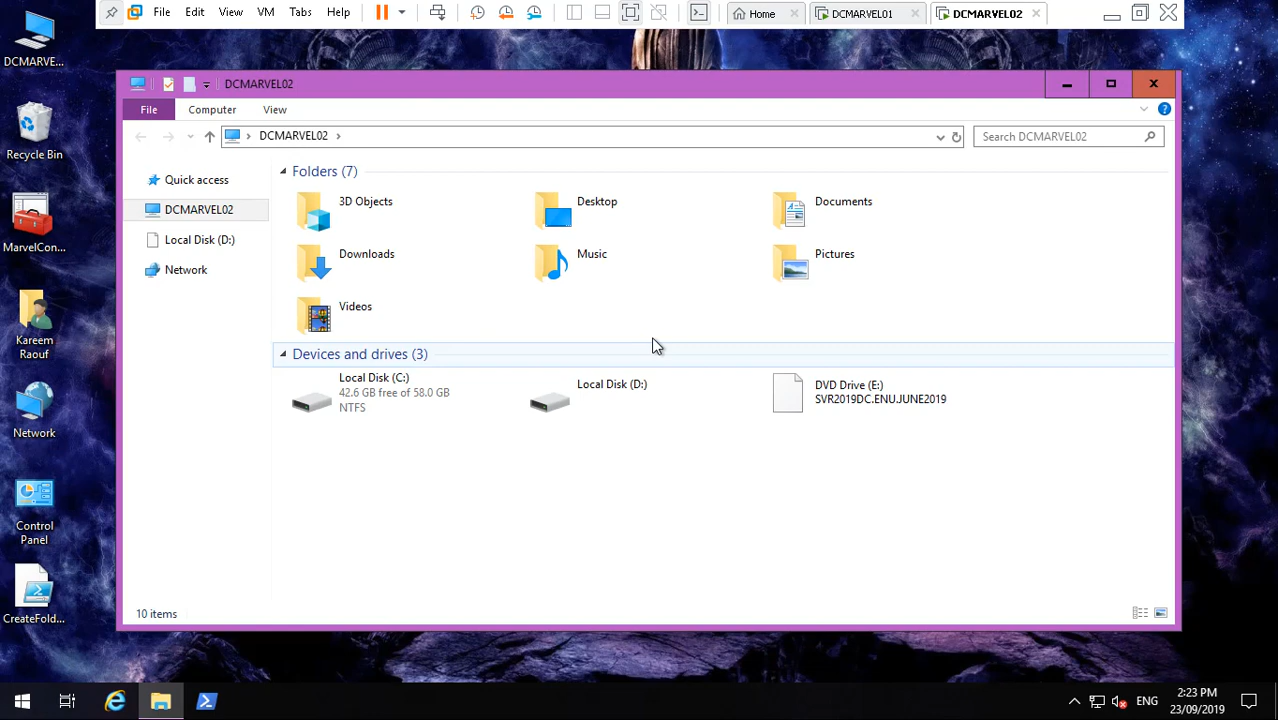 File Edit View VM Tabs Help Home DCMARVEL01 DCMARVEL02
DCMARVE...
Recycle Bin
MarvelCon...
Kareem
Raouf
Network
Control
Panel
CreateFold...
DCMARVEL02
File Computer View
DCMARVEL02
Search DCMARVEL02
Quick access
DCMARVEL02
Local Disk (D:)
Network
Folders (7)
3D Objects
Desktop
Documents
Downloads
Music
Pictures
Videos
Devices and drives (3)
Local Disk (C:)
42.6 GB free of 58.0 GB
NTFS
Local Disk (D:)
DVD Drive (E:)
SVR2019DC.ENU.JUNE2019
10 items
ENG
2:23 PM
23/09/2019